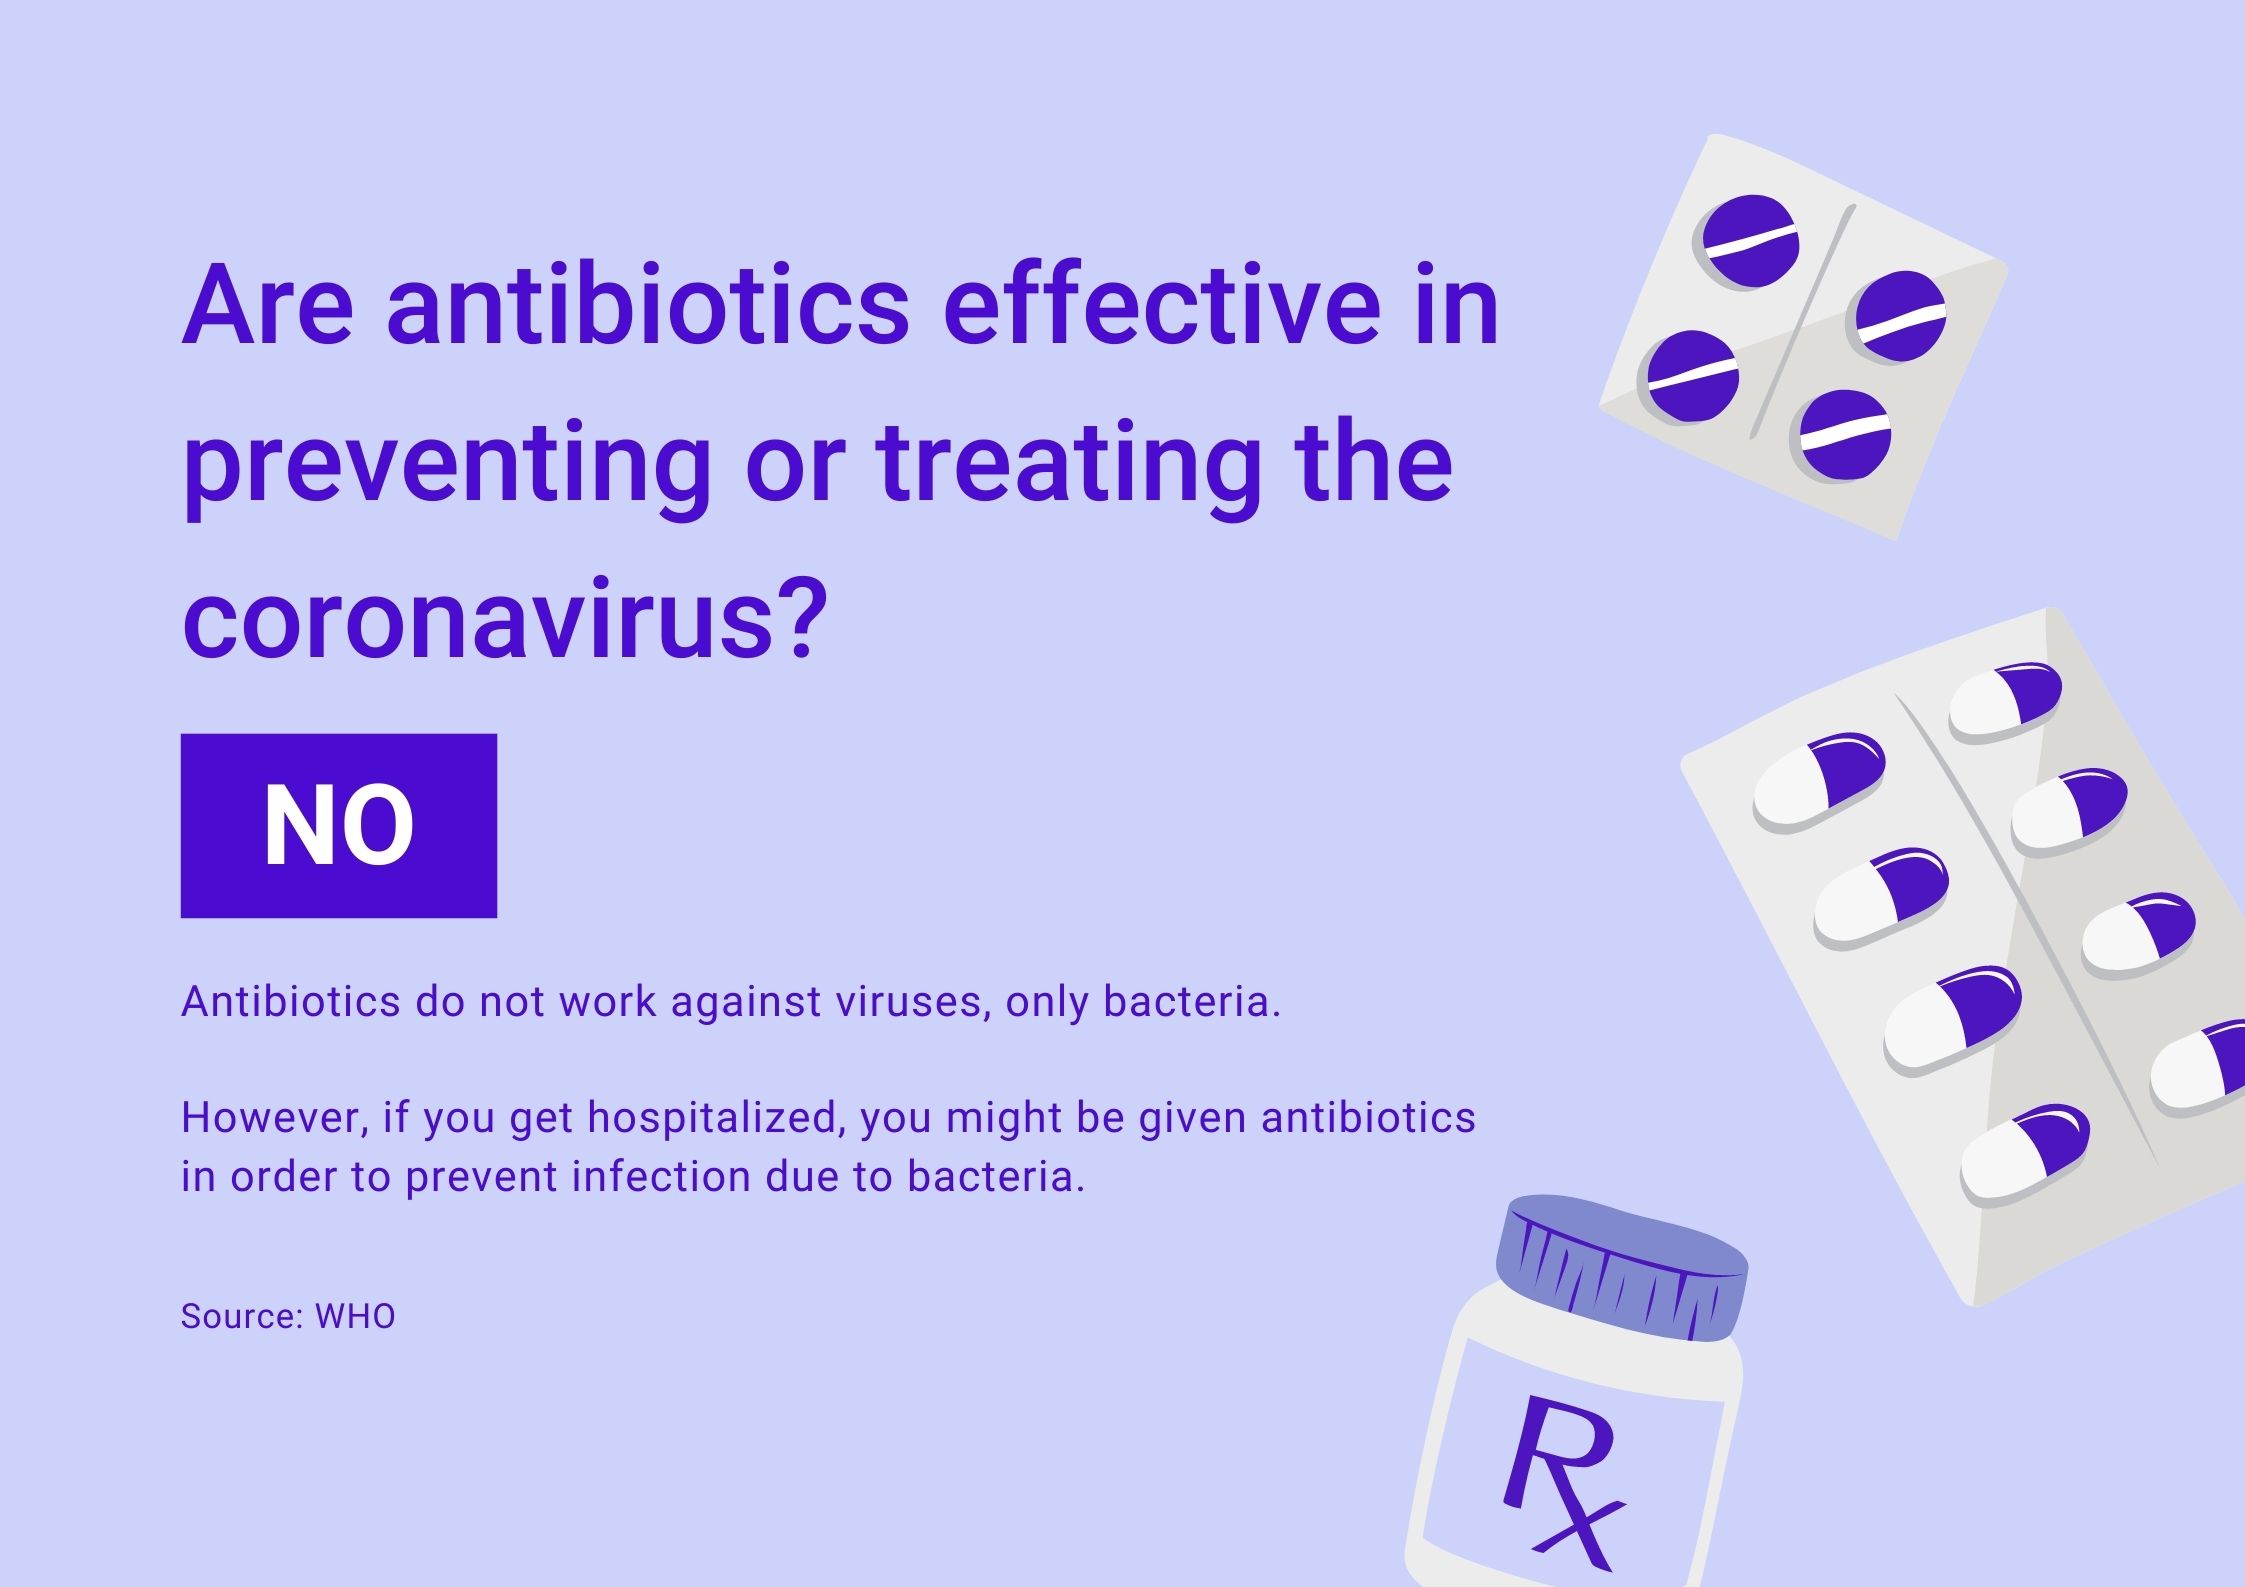 Are antibiotics effective in
preventing or treating the
coronavirus?
NO
Antibiotics do not work against viruses, only bacteria.
However, if you get hospitalized, you might be given antibiotics
in order to prevent infection due to bacteria.
Source: WHO
Rx